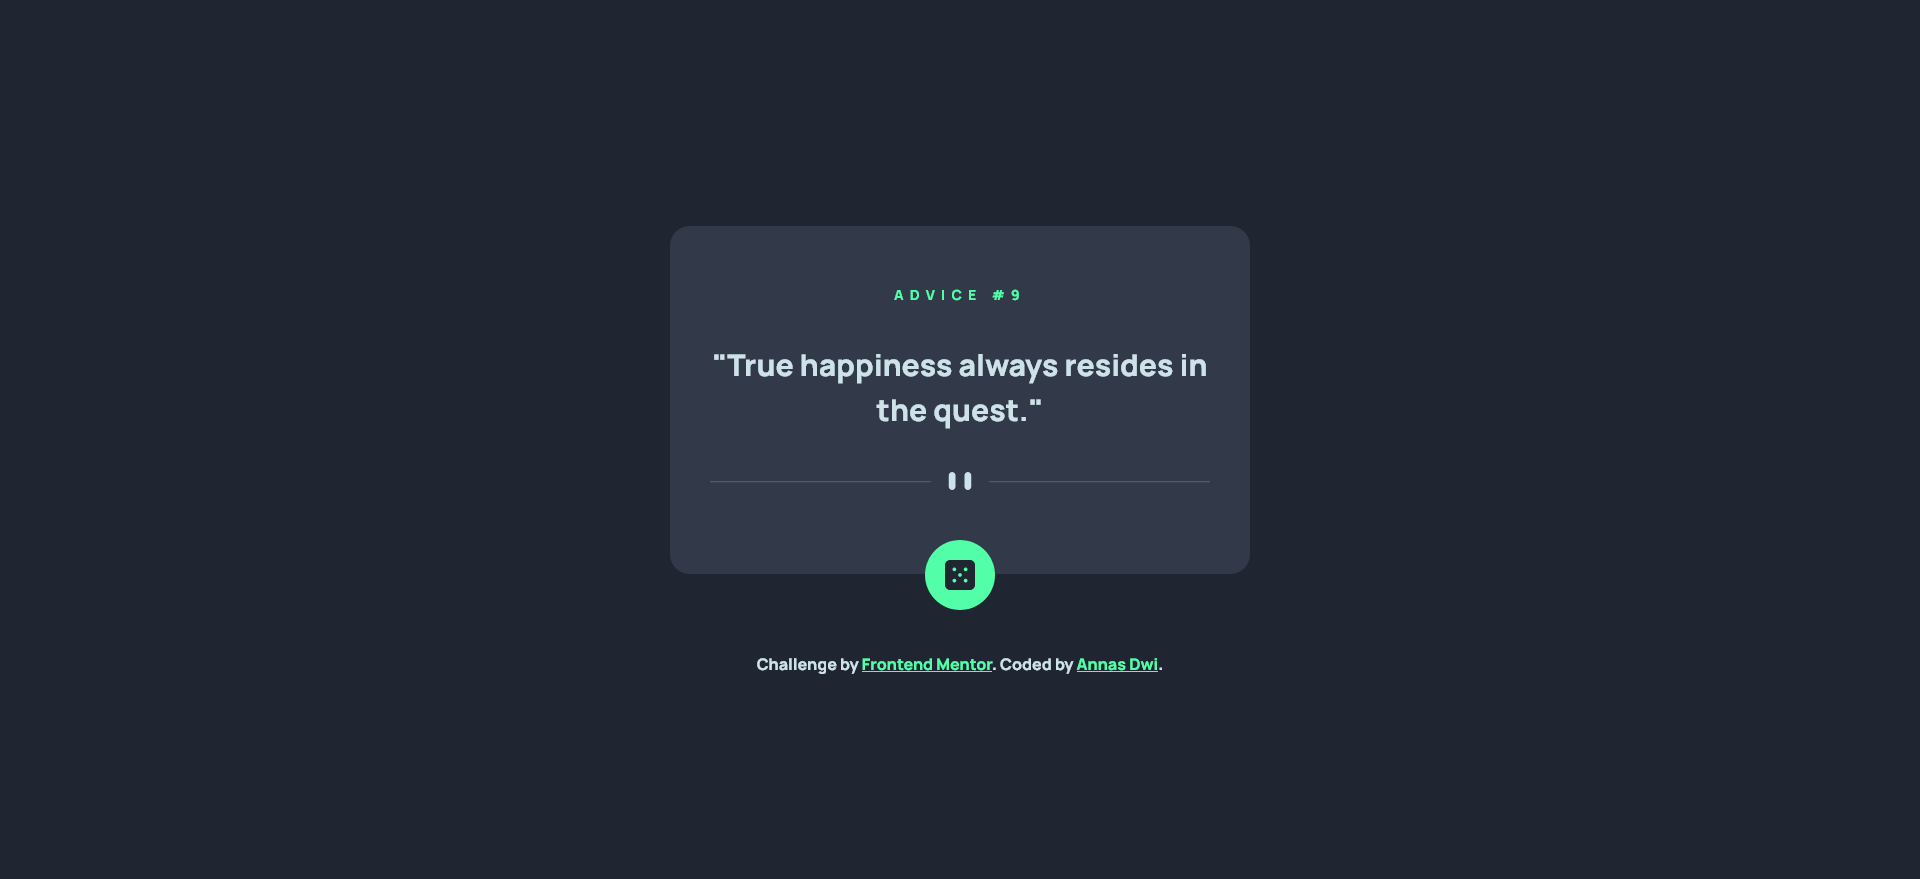 ADVICE #9
"True happiness always resides in
the quest."
Challenge by Frontend Mentor. Coded by Annas Dwi.